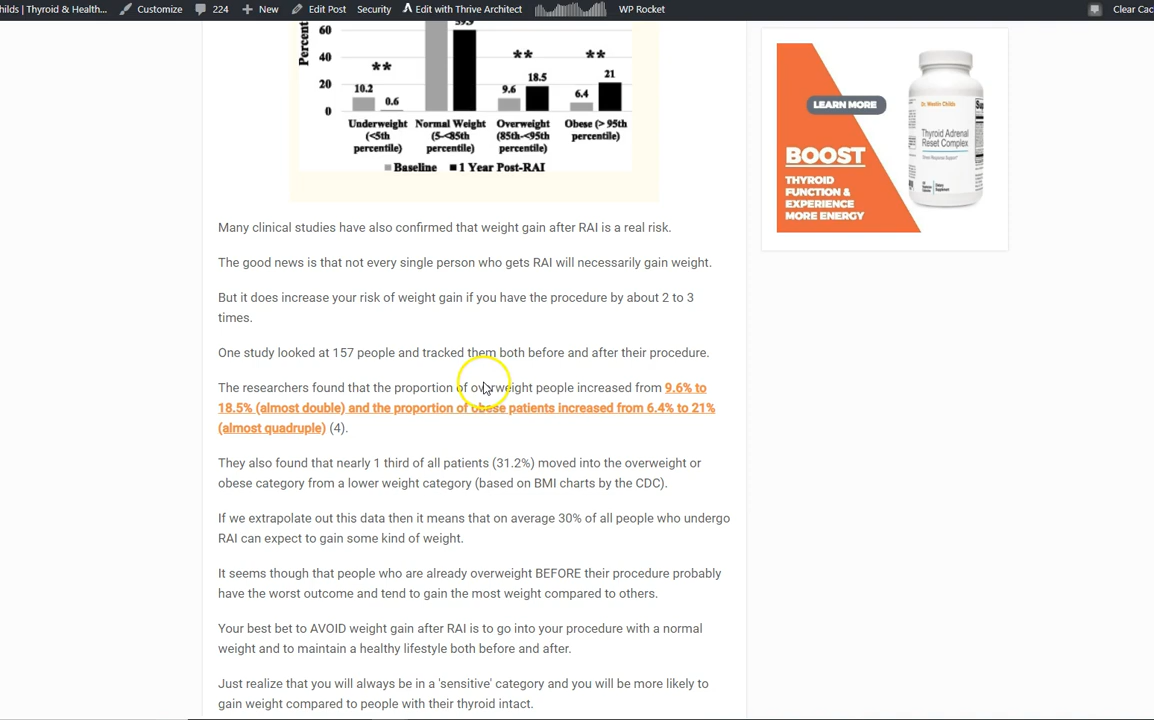 hilds | Thyroid & Health... Customize 224 New Edit Post Security Edit with Thrive Architect WP Rocket Clear Cac
Percent
60
40
20
0
** ** **
10.2 0.6 9.6 18.5 6.4 21
Underweight Normal Weight Overweight Obese (> 95th
(<5th (5-<85th (85th-<95th percentile)
percentile) percentile) percentile)
Baseline 1 Year Post-RAI
LEARN MORE
BOOST
THYROID
FUNCTION &
EXPERIENCE
MORE ENERGY
Dr. Westin Childs
Thyroid Adrenal
Reset Complex
Many clinical studies have also confirmed that weight gain after RAI is a real risk.
The good news is that not every single person who gets RAI will necessarily gain weight.
But it does increase your risk of weight gain if you have the procedure by about 2 to 3
times.
One study looked at 157 people and tracked them both before and after their procedure.
The researchers found that the proportion of overweight people increased from 9.6% to
18.5% (almost double) and the proportion of obese patients increased from 6.4% to 21%
(almost quadruple) (4).
They also found that nearly 1 third of all patients (31.2%) moved into the overweight or
obese category from a lower weight category (based on BMI charts by the CDC).
If we extrapolate out this data then it means that on average 30% of all people who undergo
RAI can expect to gain some kind of weight.
It seems though that people who are already overweight BEFORE their procedure probably
have the worst outcome and tend to gain the most weight compared to others.
Your best bet to AVOID weight gain after RAI is to go into your procedure with a normal
weight and to maintain a healthy lifestyle both before and after.
Just realize that you will always be in a 'sensitive' category and you will be more likely to
gain weight compared to people with their thyroid intact.